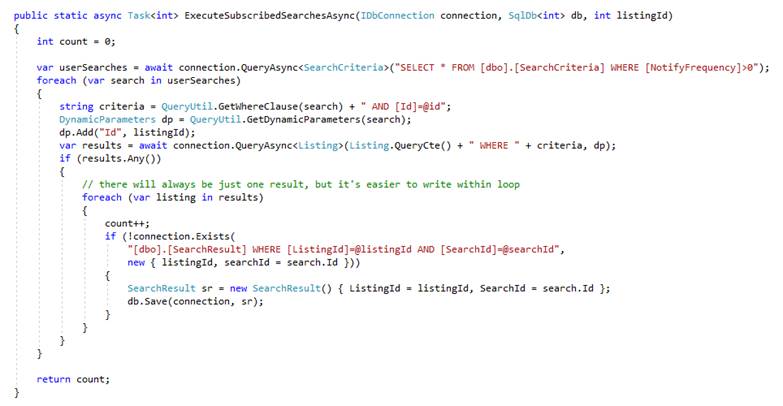 public static async Task<int> ExecuteSubscribedSearchesAsync(IDbConnection connection, SqlDb<int> db, int listingId)
{
    int count = 0;

    var userSearches = await connection.QueryAsync<SearchCriteria>("SELECT * FROM [dbo].[SearchCriteria] WHERE [NotifyFrequency]>0");
    foreach (var search in userSearches)
    {
        string criteria = QueryUtil.GetWhereClause(search) + " AND [Id]=@id";
        DynamicParameters dp = QueryUtil.GetDynamicParameters(search);
        dp.Add("Id", listingId);
        var results = await connection.QueryAsync<Listing>(Listing.QueryCte() + " WHERE " + criteria, dp);
        if (results.Any())
        {
            // there will always be just one result, but it's easier to write within loop
            foreach (var listing in results)
            {
                count++;
                if (!connection.Exists(
                    "[dbo].[SearchResult] WHERE [ListingId]=@listingId AND [SearchId]=@searchId",
                    new { listingId, searchId = search.Id }))
                {
                    SearchResult sr = new SearchResult() { ListingId = listingId, SearchId = search.Id };
                    db.Save(connection, sr);
                }
            }
        }
    }

    return count;
}